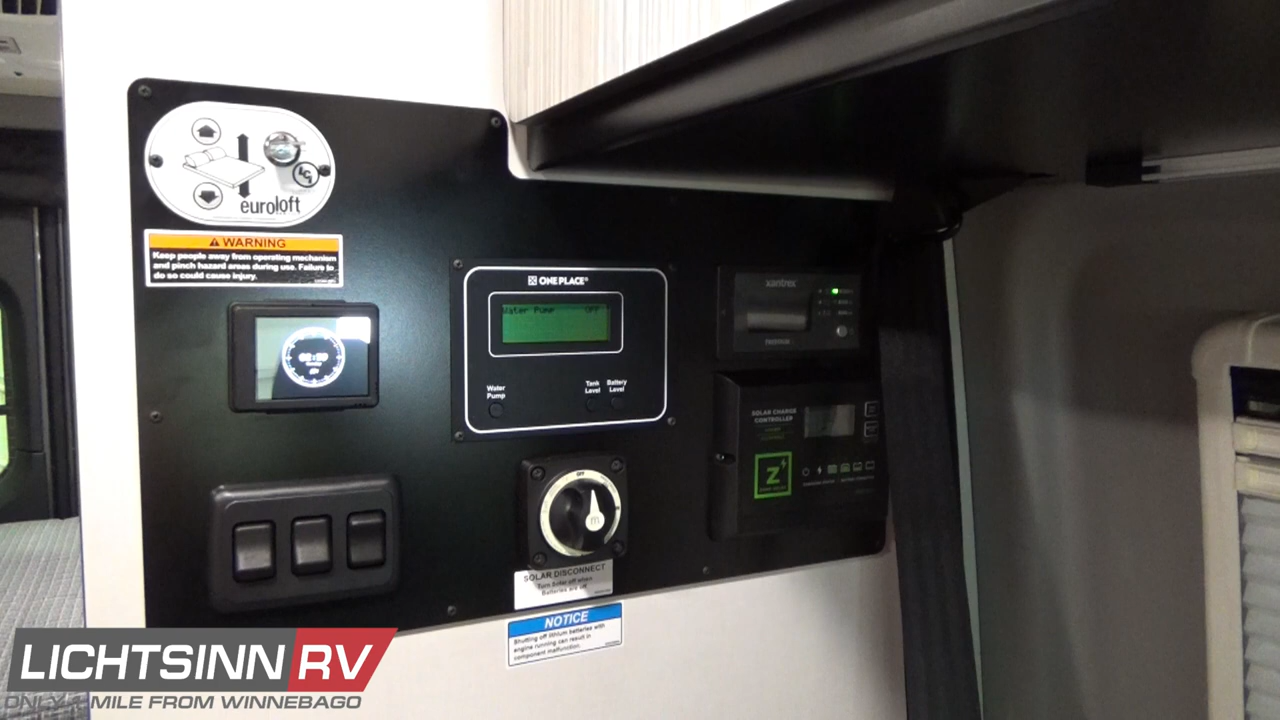 LCI
euroloft
WARNING
Keep people away from operating mechanism
and pinch hazard areas during use. Failure to
do so could cause injury.
ONE PLACE®
Water Pump OFF
Water
Pump
Tank
Level
Battery
Level
xantrex
SOLAR CHARGE
CONTROLLER
Z
OFF
m
SOLAR DISCONNECT
Turn Solar off when
Batteries are off
NOTICE
Shutting off lithium batteries with
engine running can result in
component malfunction.
LICHTSINN RV
ONLY 1 MILE FROM WINNEBAGO